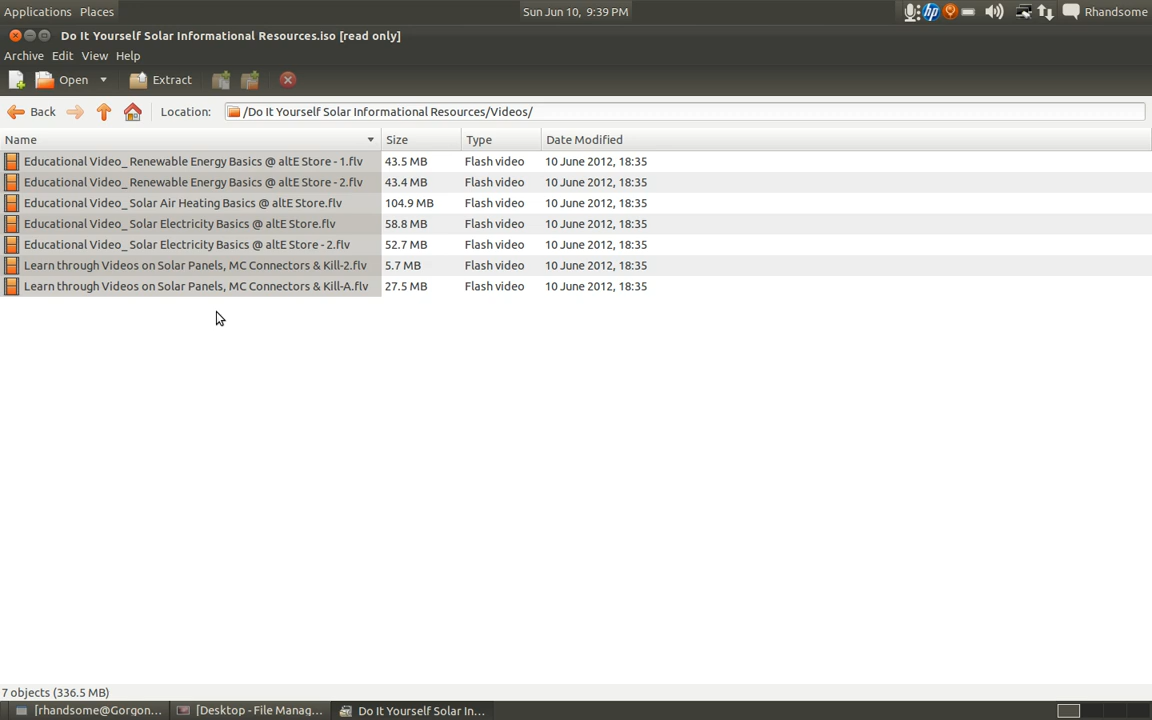 Applications Places Sun Jun 10, 9:39 PM hp Rhandsome
Do It Yourself Solar Informational Resources.iso [read only]
Archive Edit View Help
Open Extract
Back Location: /Do It Yourself Solar Informational Resources/Videos/
Name Size Type Date Modified
Educational Video_ Renewable Energy Basics @ altE Store - 1.flv 43.5 MB Flash video 10 June 2012, 18:35
Educational Video_ Renewable Energy Basics @ altE Store - 2.flv 43.4 MB Flash video 10 June 2012, 18:35
Educational Video_ Solar Air Heating Basics @ altE Store.flv 104.9 MB Flash video 10 June 2012, 18:35
Educational Video_ Solar Electricity Basics @ altE Store.flv 58.8 MB Flash video 10 June 2012, 18:35
Educational Video_ Solar Electricity Basics @ altE Store - 2.flv 52.7 MB Flash video 10 June 2012, 18:35
Learn through Videos on Solar Panels, MC Connectors & Kill-2.flv 5.7 MB Flash video 10 June 2012, 18:35
Learn through Videos on Solar Panels, MC Connectors & Kill-A.flv 27.5 MB Flash video 10 June 2012, 18:35
7 objects (336.5 MB)
[rhandsome@Gorgon... [Desktop - File Manag... Do It Yourself Solar In...